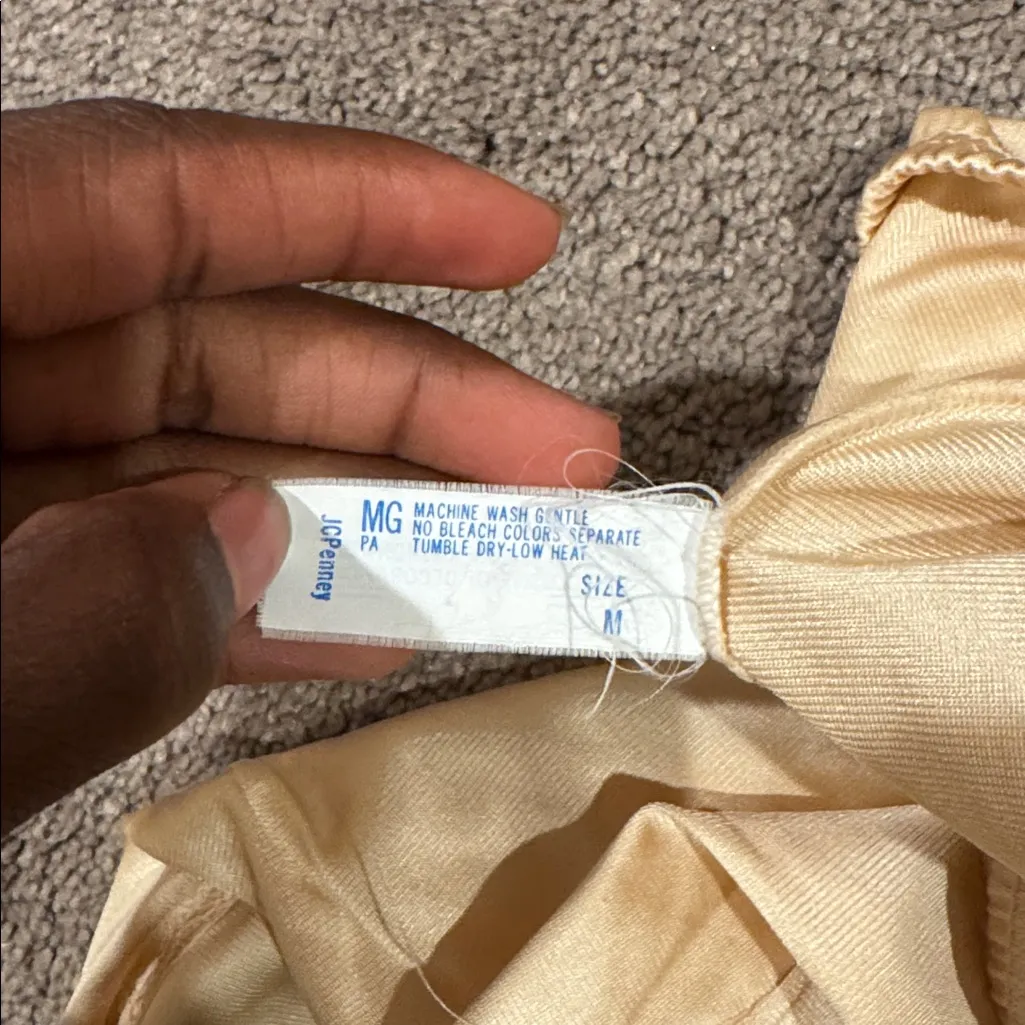 JCPenney
MG MACHINE WASH GENTLE
NO BLEACH COLORS SEPARATE
PA TUMBLE DRY-LOW HEAT
SIZE
M